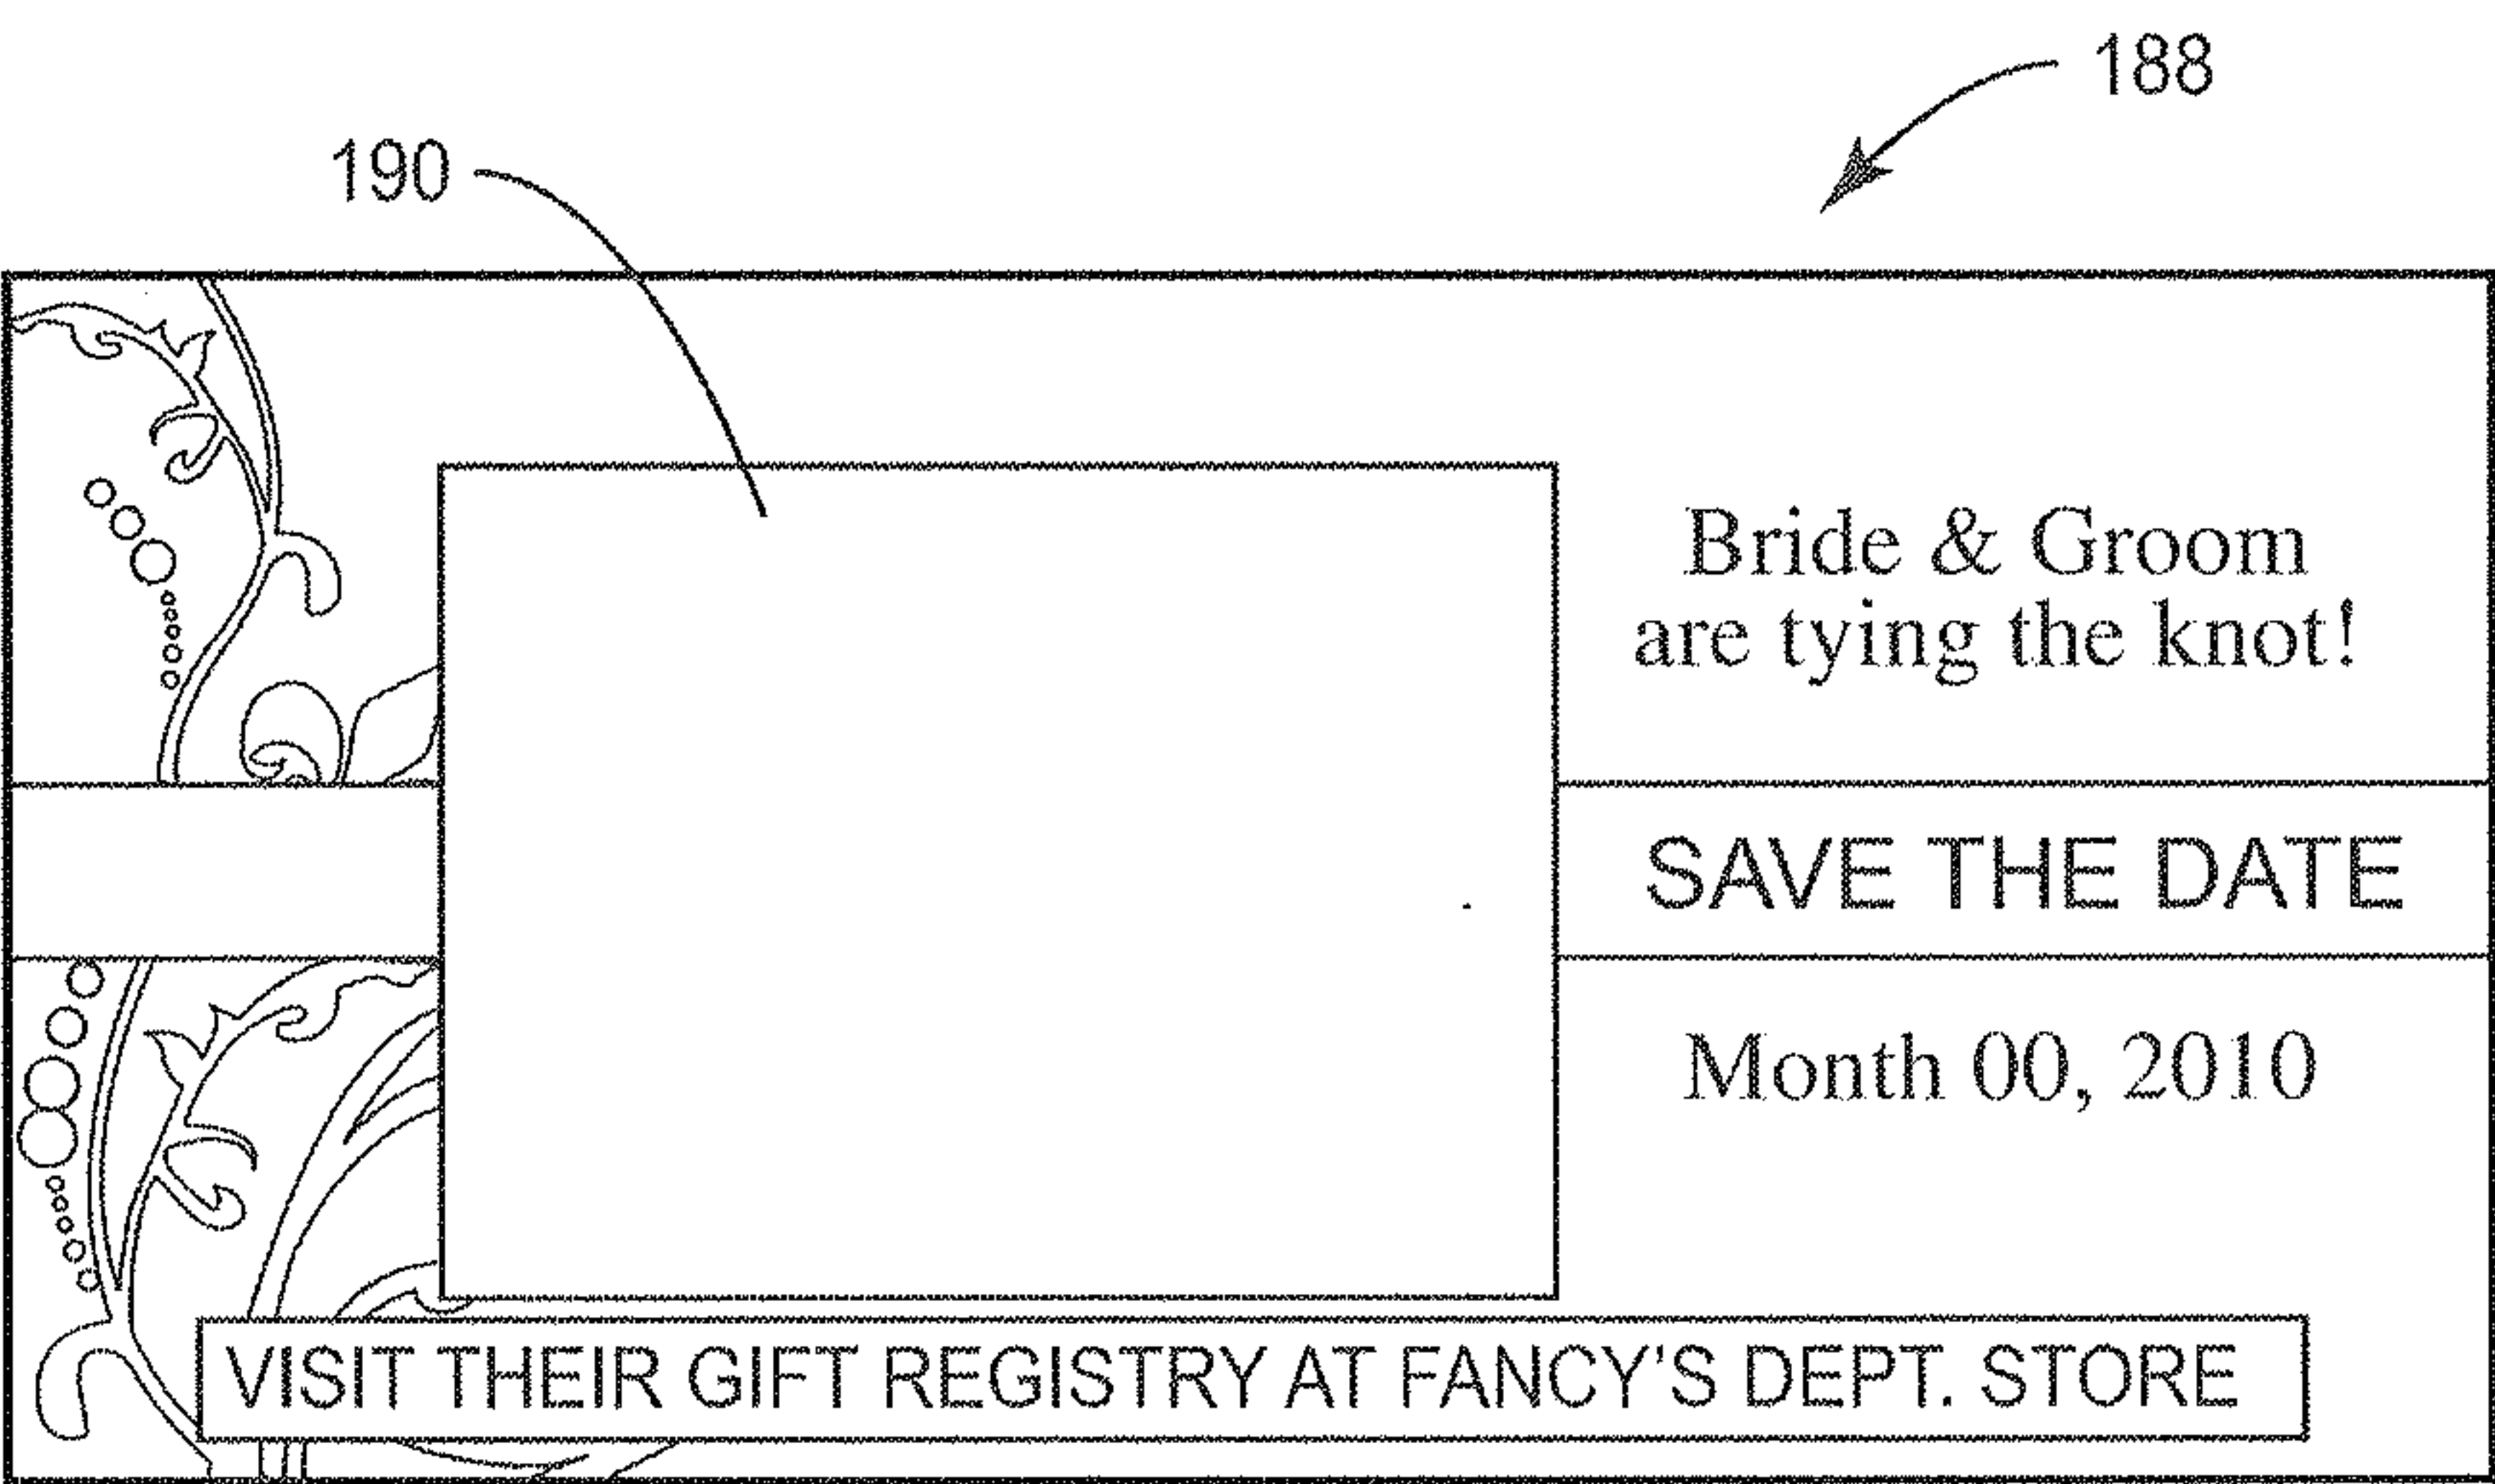 188
190
Bride & Groom
are tying the knot!
SAVE THE DATE
Month 00, 2010
VISIT THEIR GIFT REGISTRY AT FANCY'S DEPT. STORE